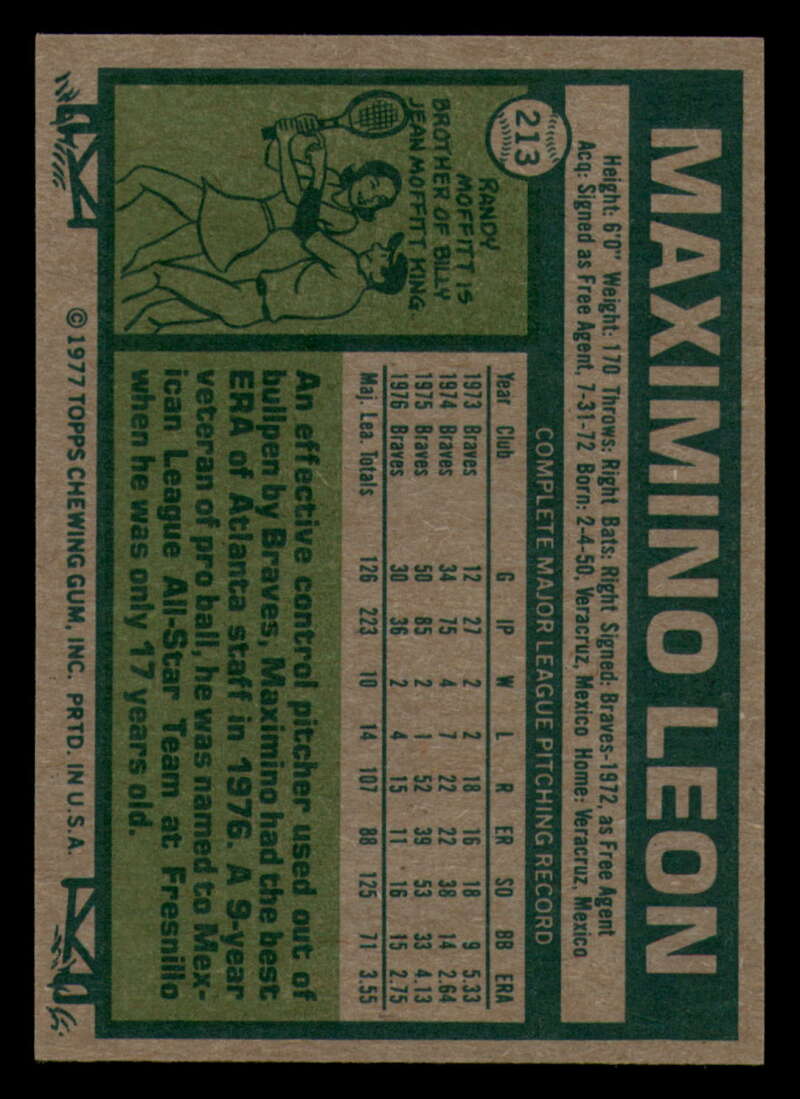 213
MAXIMINO LEON
Height: 6'0" Weight: 170 Throws: Right Bats: Right Signed: Braves-1972, as Free Agent
Acq: Signed as Free Agent, 7-31-72 Born: 2-4-50, Veracruz, Mexico Home: Veracruz, Mexico
COMPLETE MAJOR LEAGUE PITCHING RECORD
Year Club G IP W L R ER SO BB ERA
1973 Braves 12 27 2 2 18 16 18 9 5.33
1974 Braves 34 75 4 7 22 22 38 14 2.64
1975 Braves 50 85 2 1 52 39 53 33 4.13
1976 Braves 30 36 2 4 15 11 16 15 2.75
Maj. Lea. Totals 126 223 10 14 107 88 125 71 3.55
RANDY
MOFFITT IS
BROTHER OF BILLY
JEAN MOFFITT KING.
An effective control pitcher used out of
bullpen by Braves, Maximino had the best
ERA of Atlanta staff in 1976. A 9-year
veteran of pro ball, he was named to Mex-
ican League All-Star Team at Fresnillo
when he was only 17 years old.
© 1977 TOPPS CHEWING GUM, INC. PRTD. IN U.S.A.